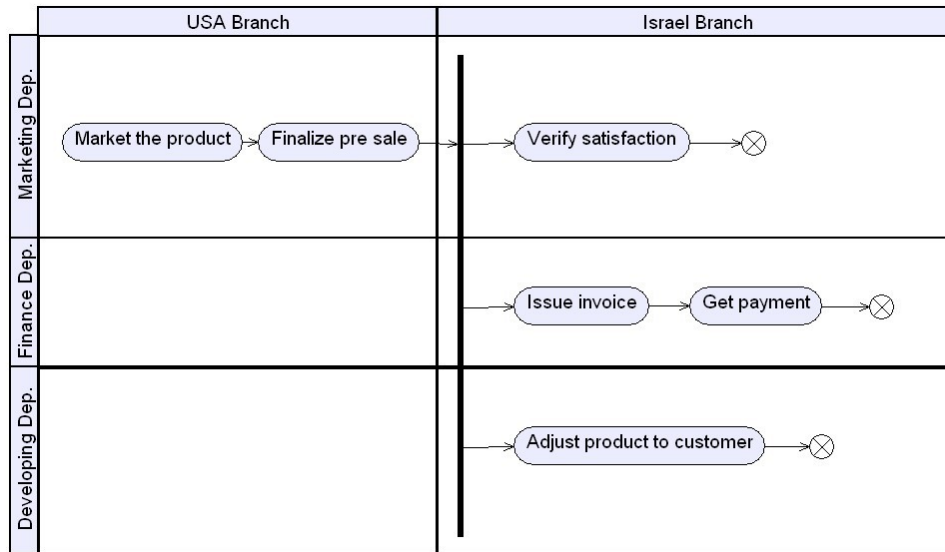 USA Branch
Israel Branch
Marketing Dep.
Market the product
Finalize pre sale
Verify satisfaction
Finance Dep.
Issue invoice
Get payment
Developing Dep.
Adjust product to customer